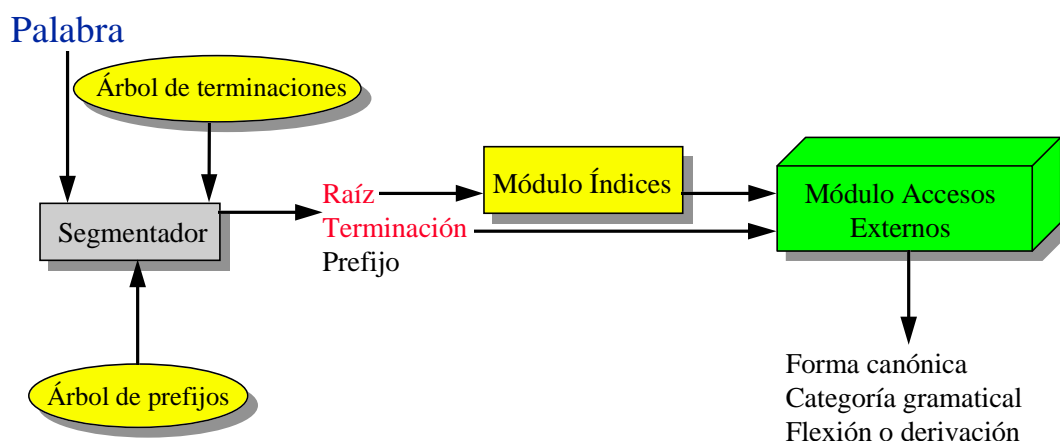 Palabra
Árbol de terminaciones
Segmentador
Árbol de prefijos
Raíz
Terminación
Prefijo
Módulo Índices
Módulo Accesos
Externos
Forma canónica
Categoría gramatical
Flexión o derivación